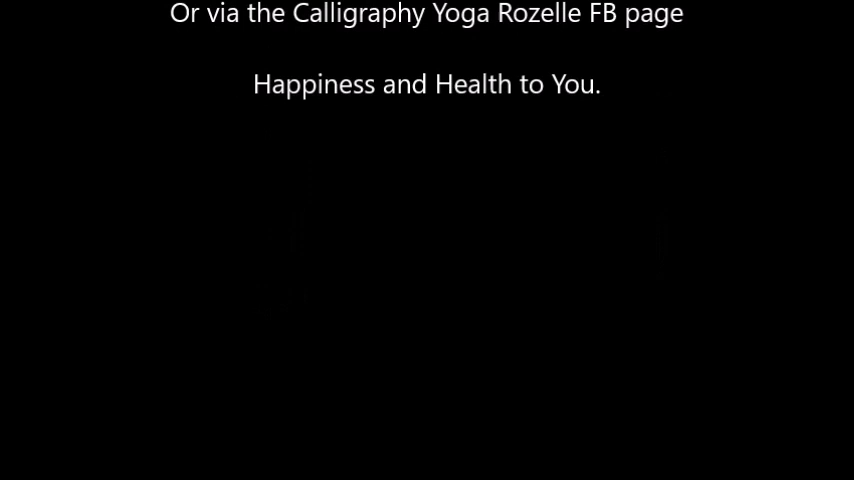 Or via the Calligraphy Yoga Rozelle FB page
Happiness and Health to You.